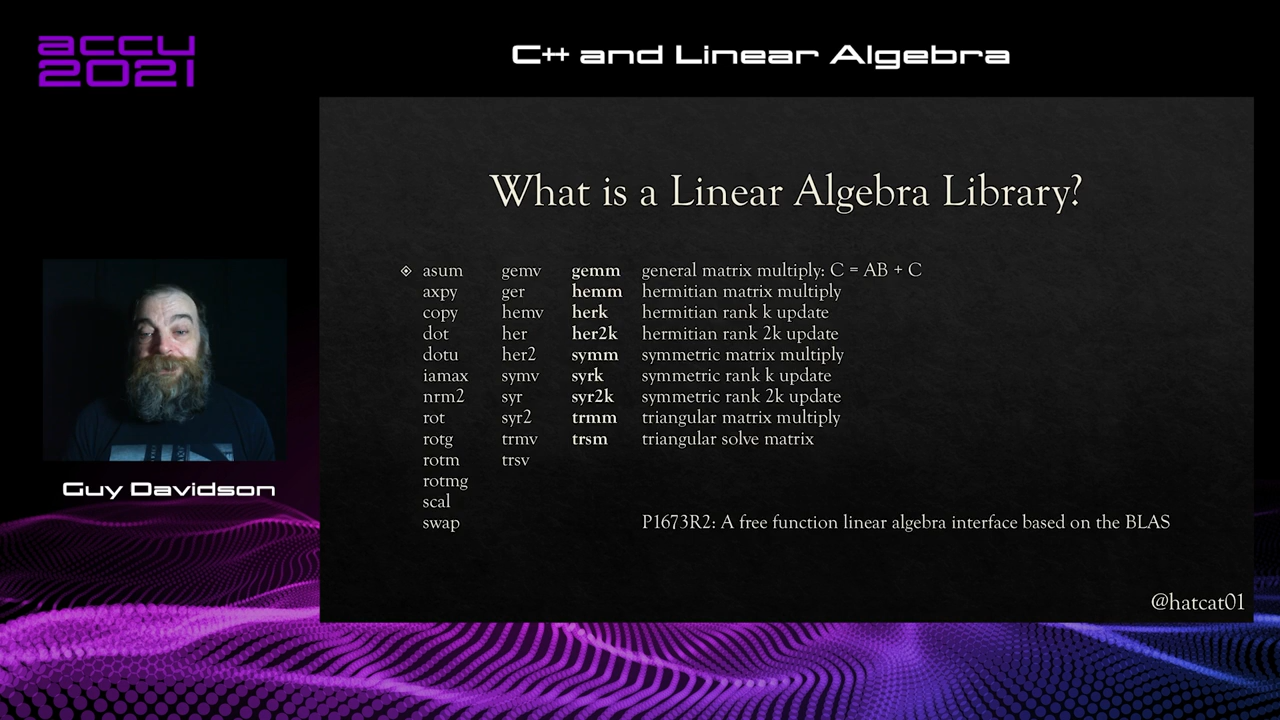 accu
2021
C++ and Linear Algebra
What is a Linear Algebra Library?
asum gemv gemm general matrix multiply: C = AB + C
axpy ger hemm hermitian matrix multiply
copy hemv herk hermitian rank k update
dot her her2k hermitian rank 2k update
dotu her2 symm symmetric matrix multiply
iamax symv syrk symmetric rank k update
nrm2 syr syr2k symmetric rank 2k update
rot syr2 trmm triangular matrix multiply
rotg trmv trsm triangular solve matrix
rotm trsv
rotmg
scal
swap P1673R2: A free function linear algebra interface based on the BLAS
Guy Davidson
@hatcat01